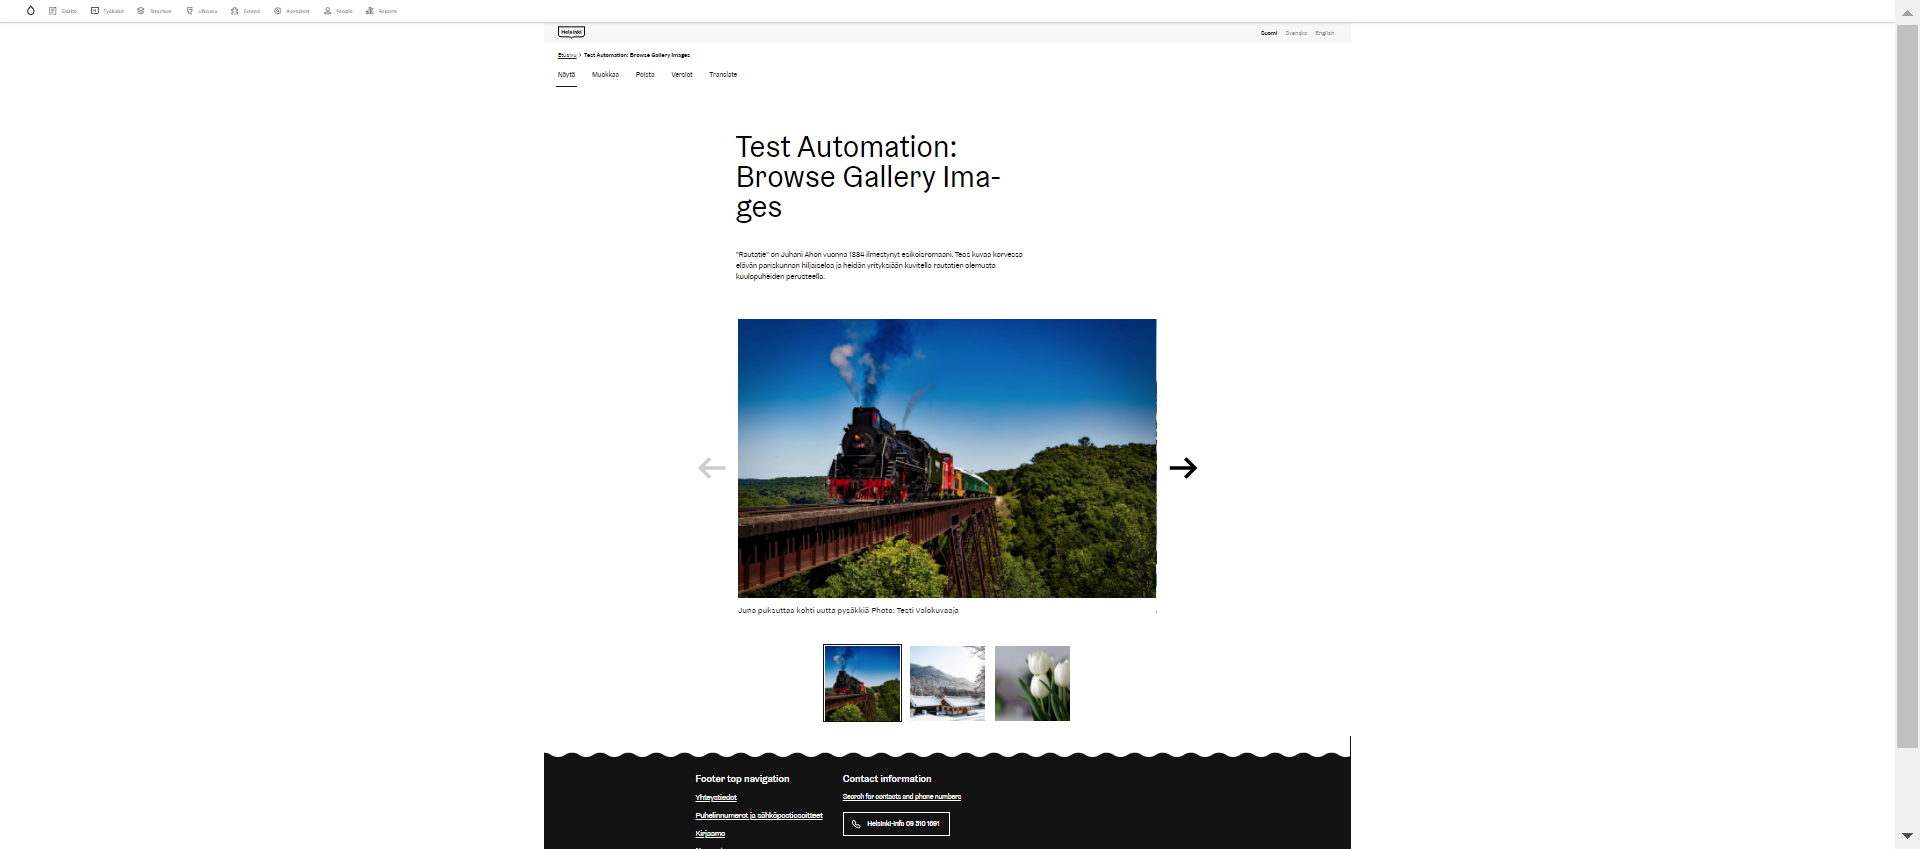 Sisältö Työkalut Structure Ulkoasu Extend Asetukset People Reports
Helsinki
Suomi Svenska English
Etusivu > Test Automation: Browse Gallery Images
Näytä Muokkaa Poista Versiot Translate
Test Automation:
Browse Gallery Ima-
ges
"Rautatie" on Juhani Ahon vuonna 1884 ilmestynyt esikoisromaani. Teos kuvaa korvessa
elävän pariskunnan hiljaiseloa ja heidän yrityksiään kuvitella rautatien olemusta
kuulopuheiden perusteella.
Juna puksuttaa kohti uutta pysäkkiä Photo: Testi Valokuvaaja
Footer top navigation
Yhteystiedot
Puhelinnumerot ja sähköpostiosoitteet
Kirjaamo
Contact information
Search for contacts and phone numbers
Helsinki-info 09 310 1691